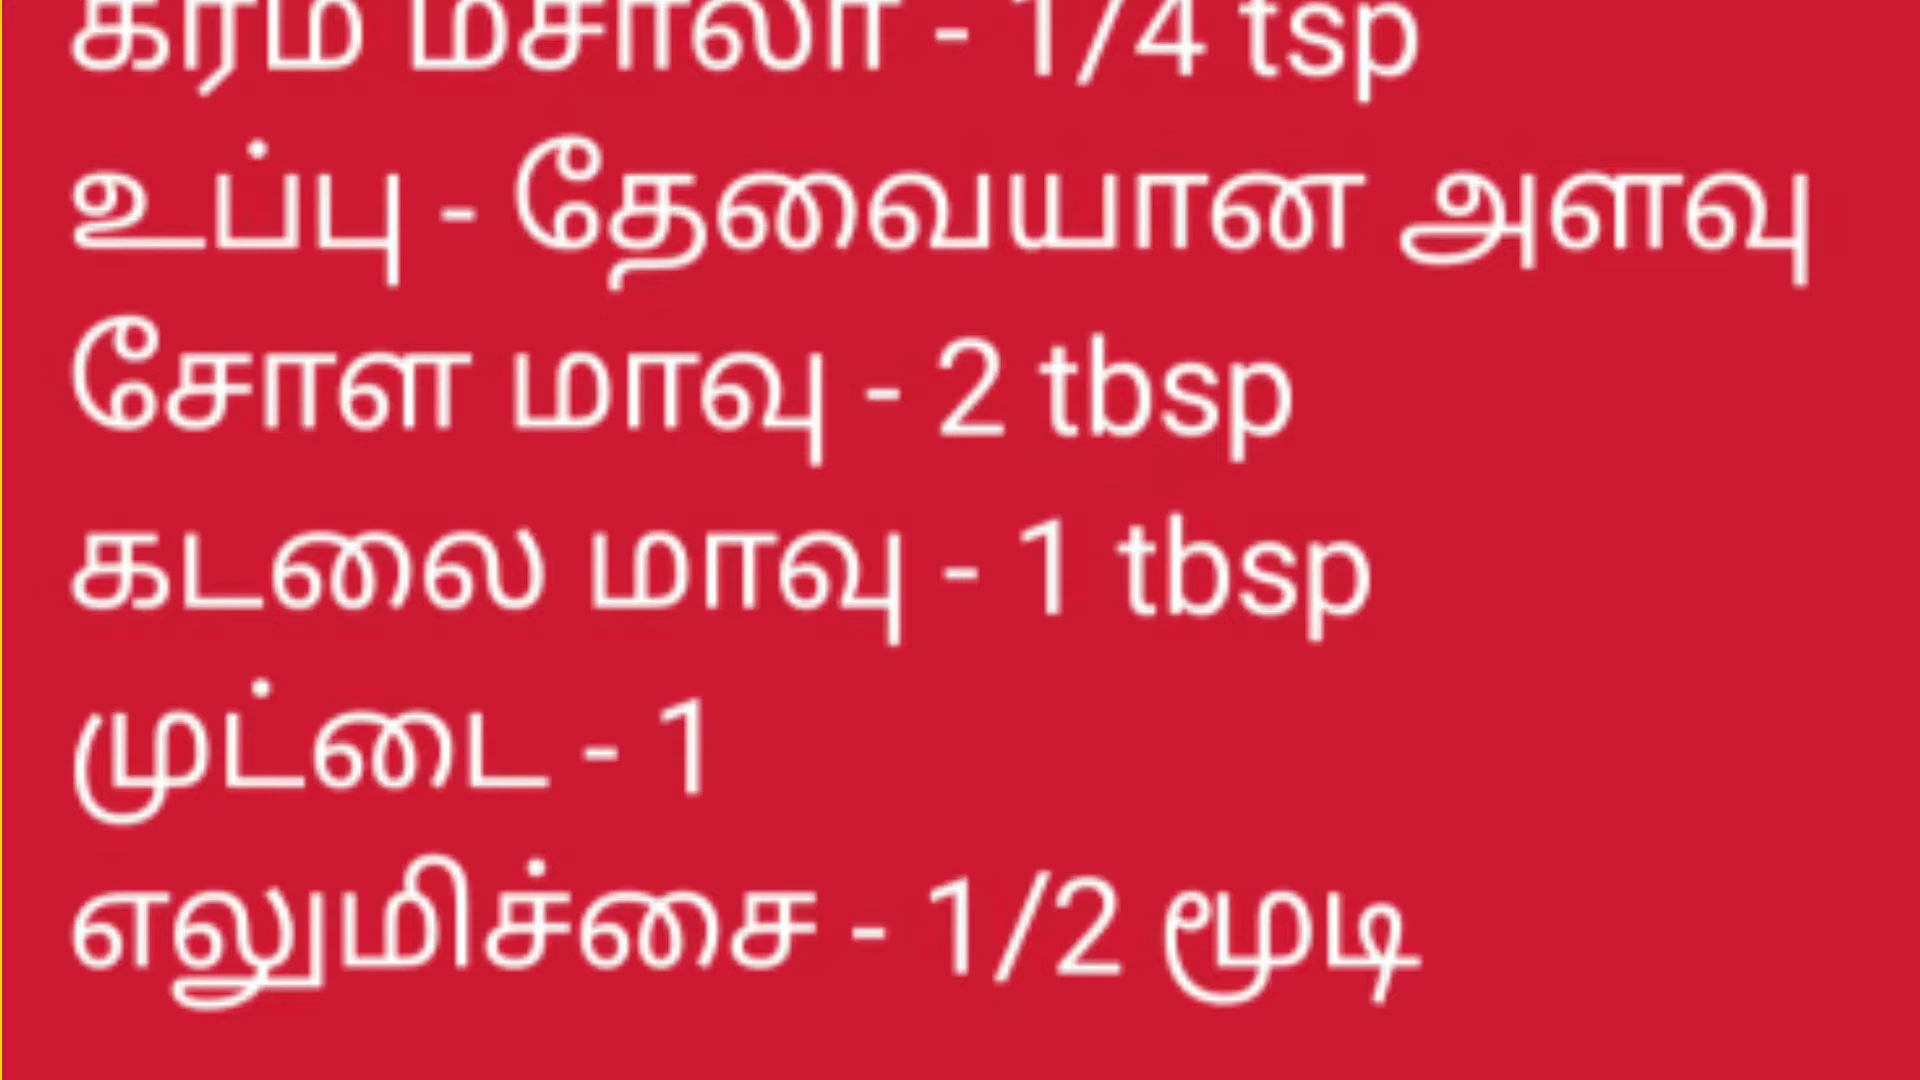 கரம் மசாலா - 1/4 tsp
உப்பு - தேவையான அளவு
சோள மாவு - 2 tbsp
கடலை மாவு - 1 tbsp
முட்டை - 1
எலுமிச்சை - 1/2 மூடி